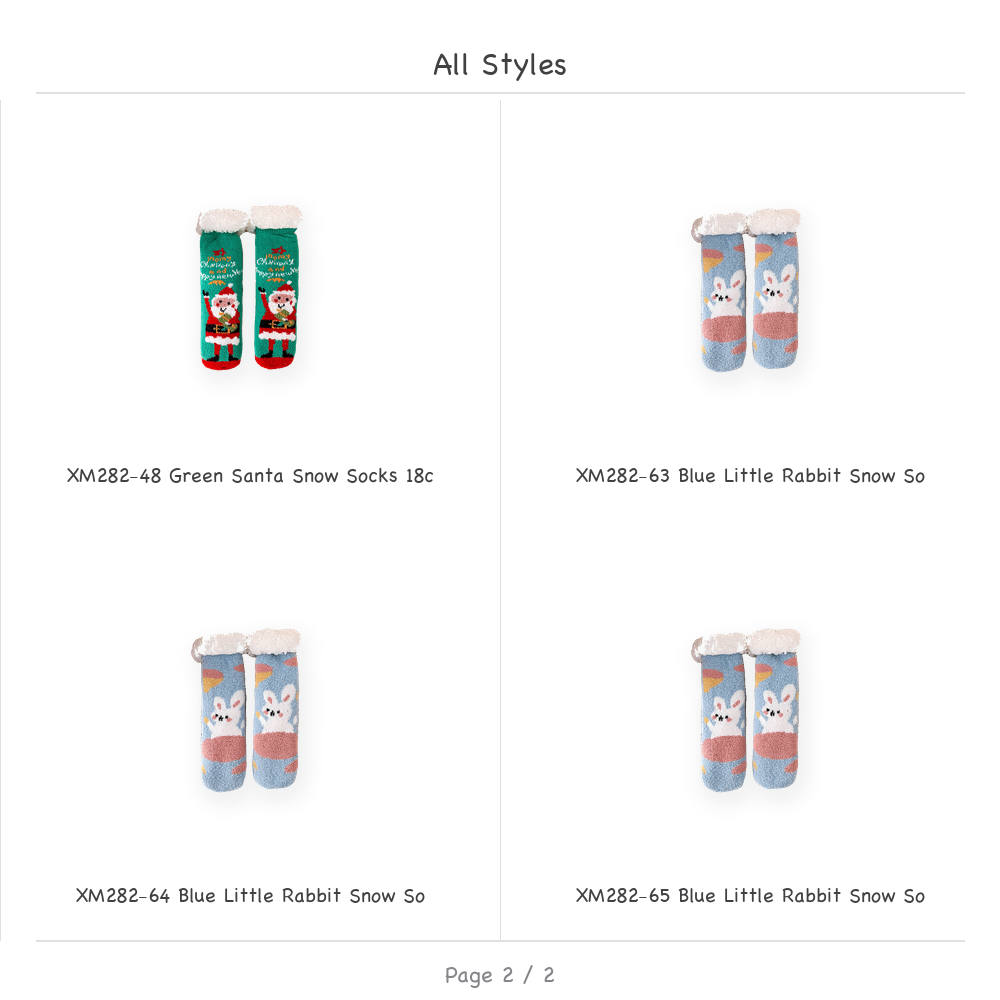 All Styles
XM282-48 Green Santa Snow Socks 18c
XM282-63 Blue Little Rabbit Snow So
XM282-64 Blue Little Rabbit Snow So
XM282-65 Blue Little Rabbit Snow So
Page 2 / 2